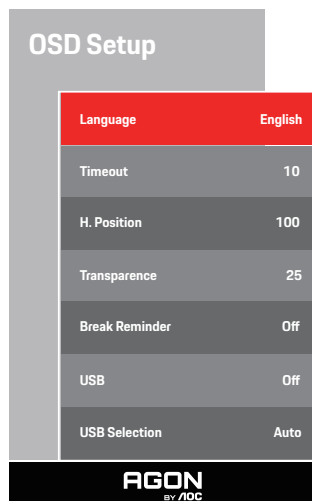 OSD Setup
Language English
Timeout 10
H. Position 100
Transparence 25
Break Reminder Off
USB Off
USB Selection Auto
AGON
BY AOC